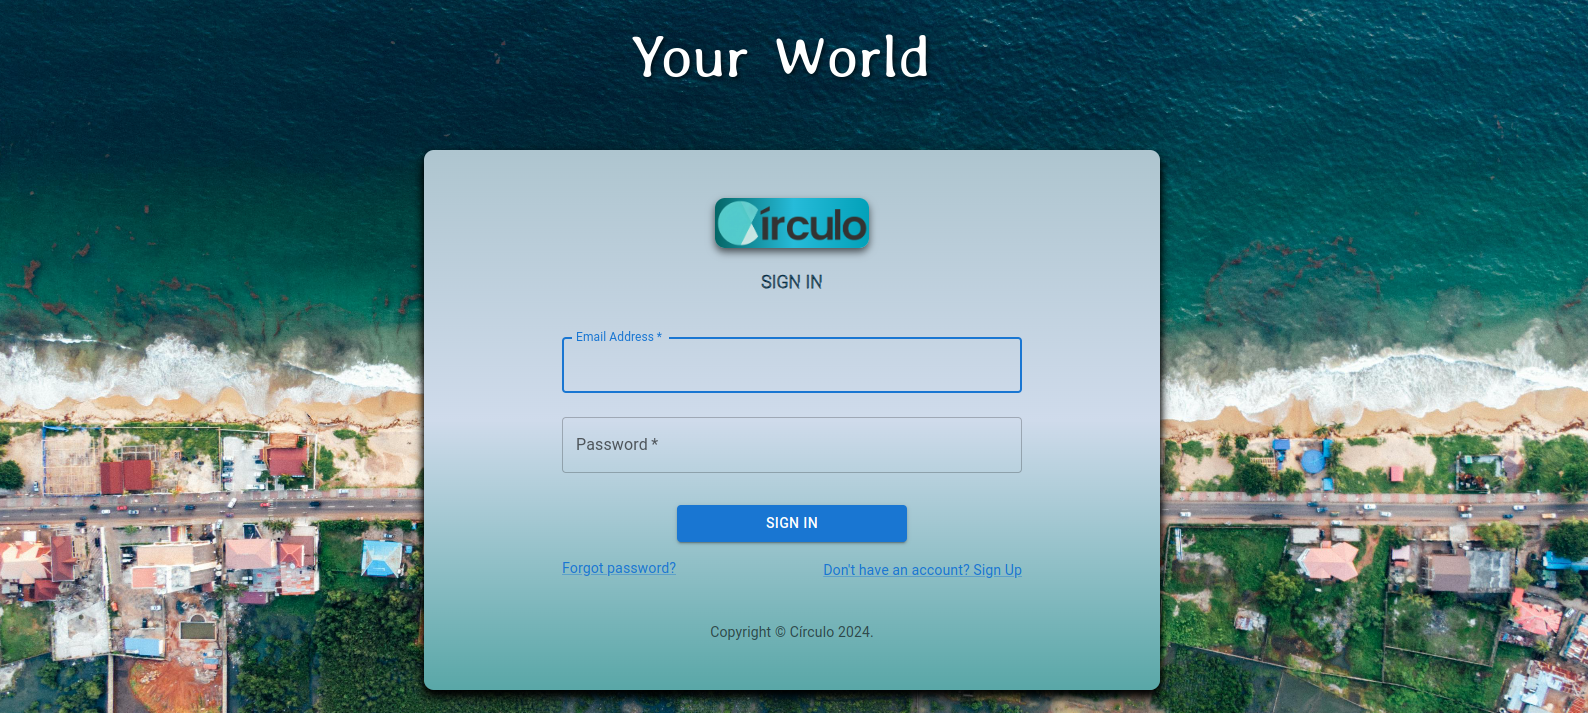 Your World
Círculo
SIGN IN
Email Address *
Password *
SIGN IN
Forgot password?
Don't have an account? Sign Up
Copyright © Círculo 2024.